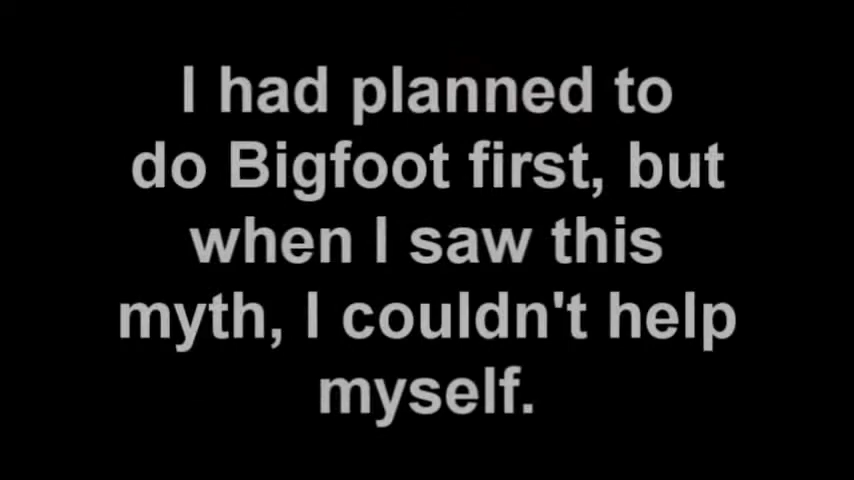 I had planned to
do Bigfoot first, but
when I saw this
myth, I couldn't help
myself.